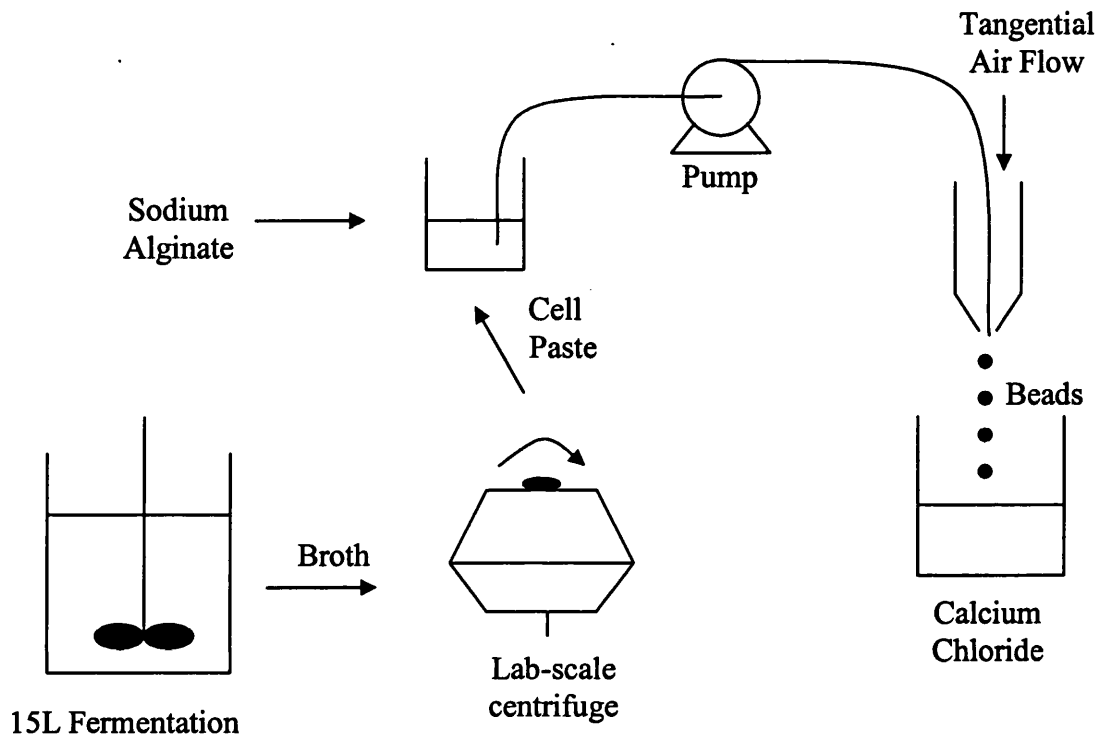 Tangential
Air Flow
Pump
Sodium
Alginate
Cell
Paste
Beads
Broth
Calcium
Chloride
Lab-scale
centrifuge
15L Fermentation